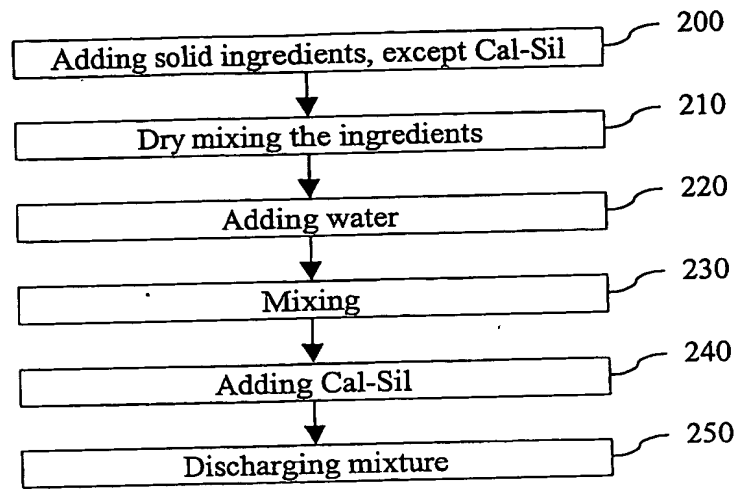 200
Adding solid ingredients, except Cal-Sil
210
Dry mixing the ingredients
220
Adding water
230
Mixing
240
Adding Cal-Sil
250
Discharging mixture